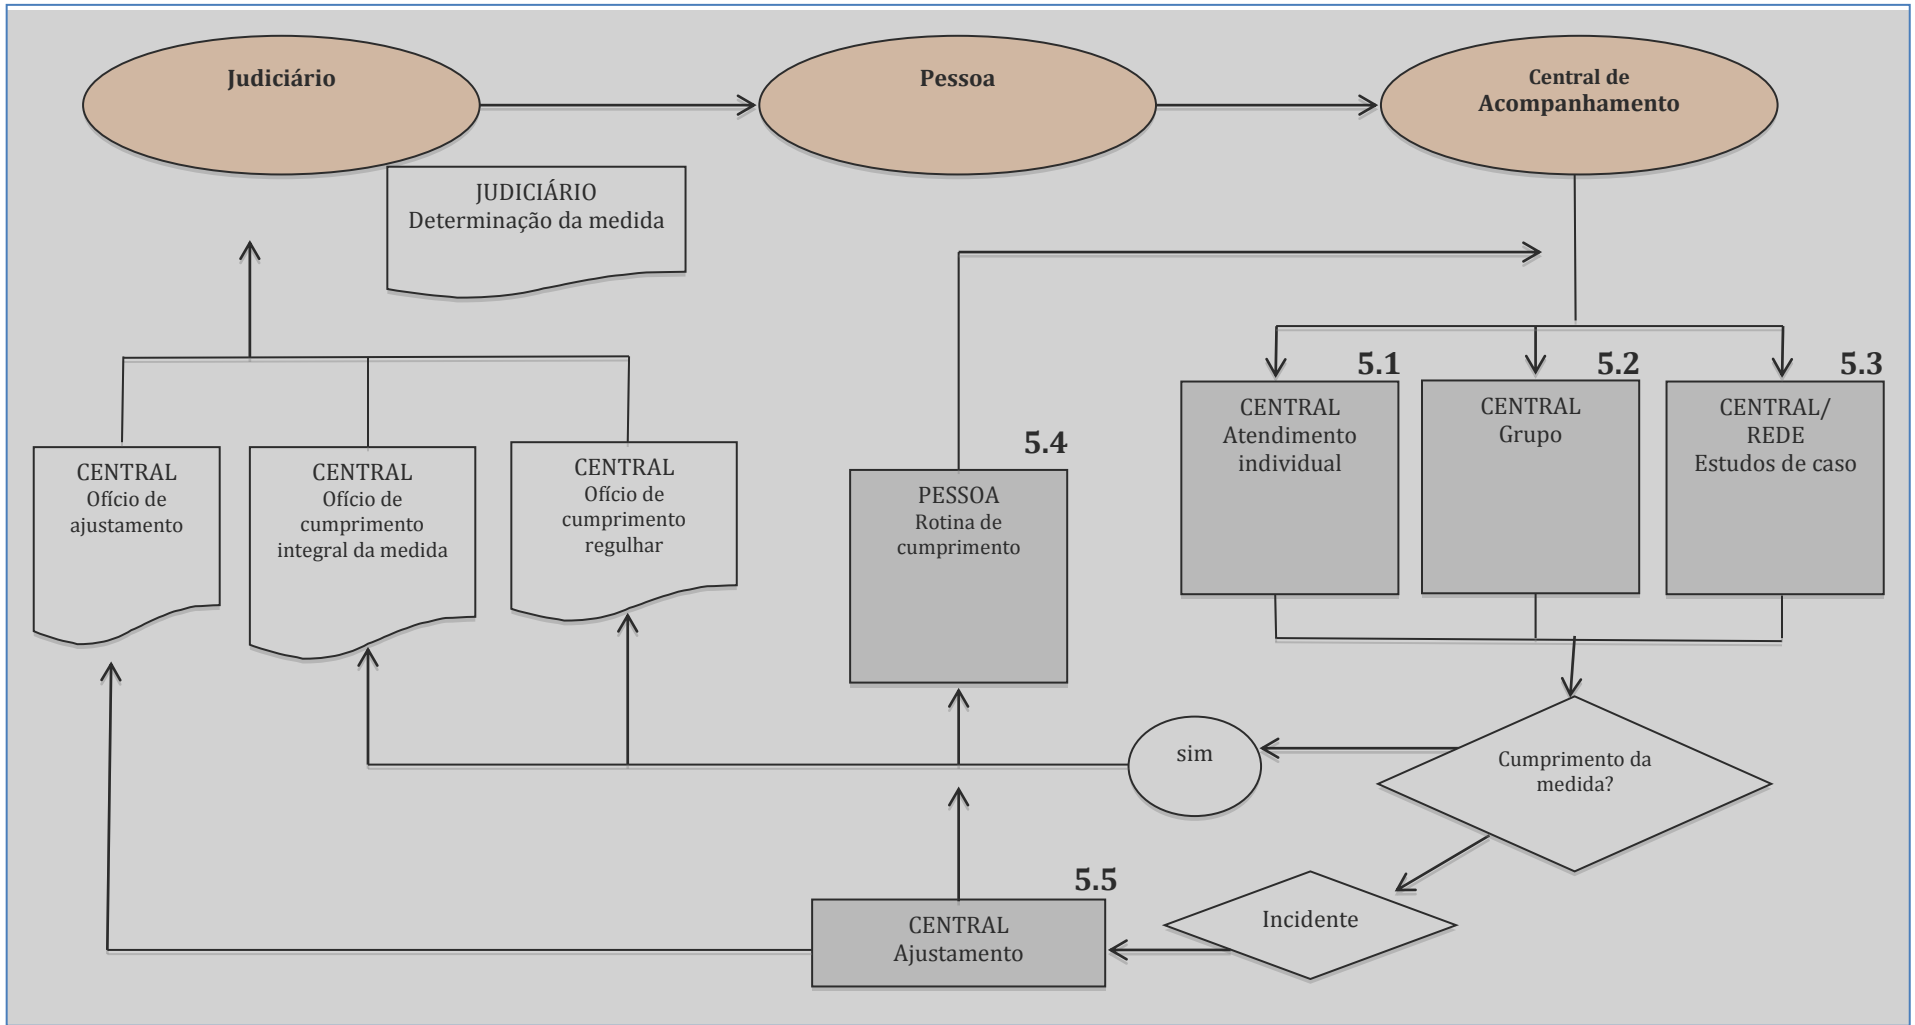 Judiciário
Pessoa
Central de
Acompanhamento
JUDICIÁRIO
Determinação da medida
5.1
CENTRAL
Atendimento
individual
5.2
CENTRAL
Grupo
5.3
CENTRAL/
REDE
Estudos de caso
5.4
PESSOA
Rotina de
cumprimento
CENTRAL
Ofício de
ajustamento
CENTRAL
Ofício de
cumprimento
integral da medida
CENTRAL
Ofício de
cumprimento
regulhar
sim
Cumprimento da
medida?
Incidente
5.5
CENTRAL
Ajustamento